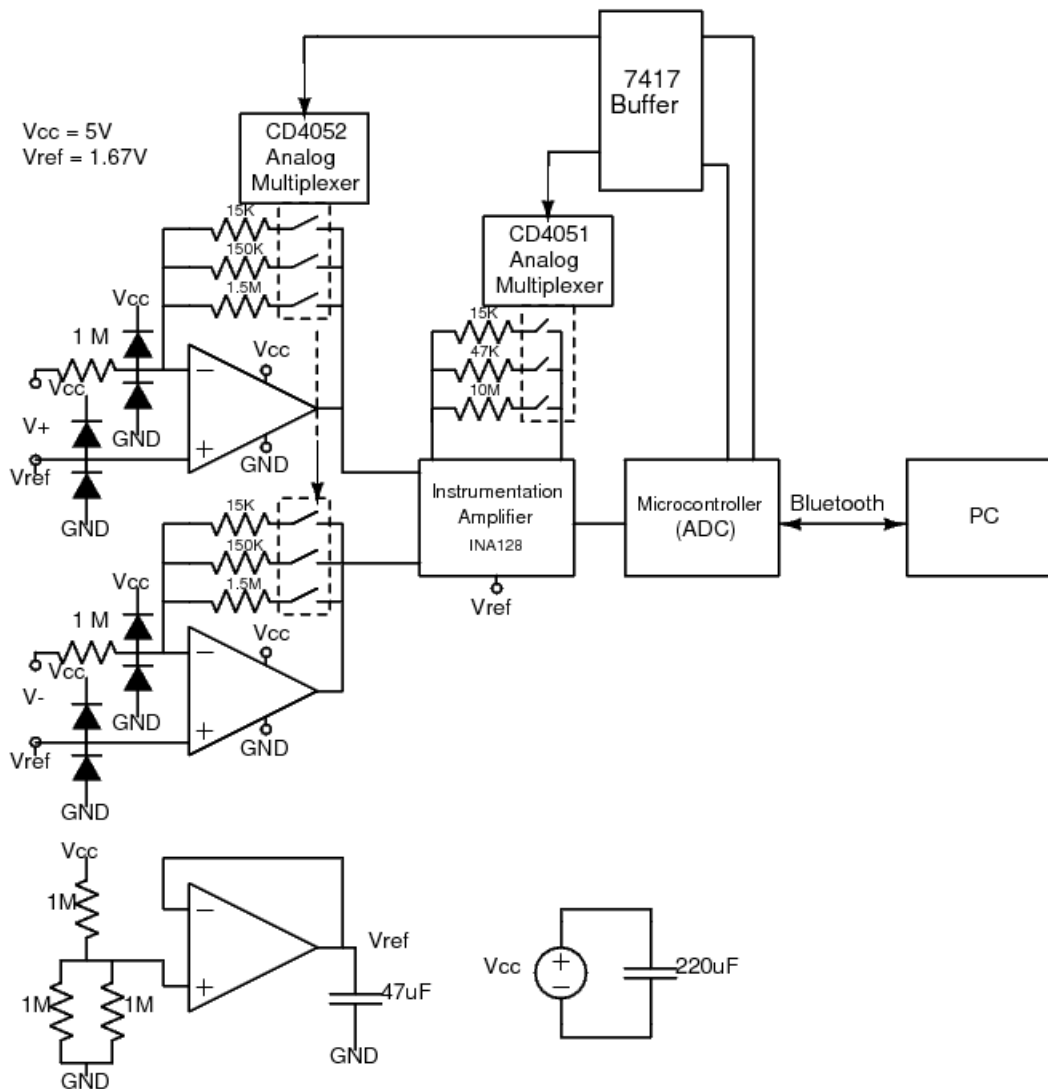 7417
Buffer
Vcc = 5V
Vref = 1.67V
CD4052
Analog
Multiplexer
15K
150K
1.5M
CD4051
Analog
Multiplexer
15K
47K
10M
Vcc
1 M
Vcc
Vcc
V+
GND
GND
Vref
GND
Instrumentation
Amplifier
INA128
Vref
Microcontroller
(ADC)
Bluetooth
PC
15K
150K
1.5M
Vcc
1 M
Vcc
Vcc
V-
GND
GND
Vref
GND
Vcc
1M
1M
1M
GND
Vref
47uF
GND
Vcc
220uF